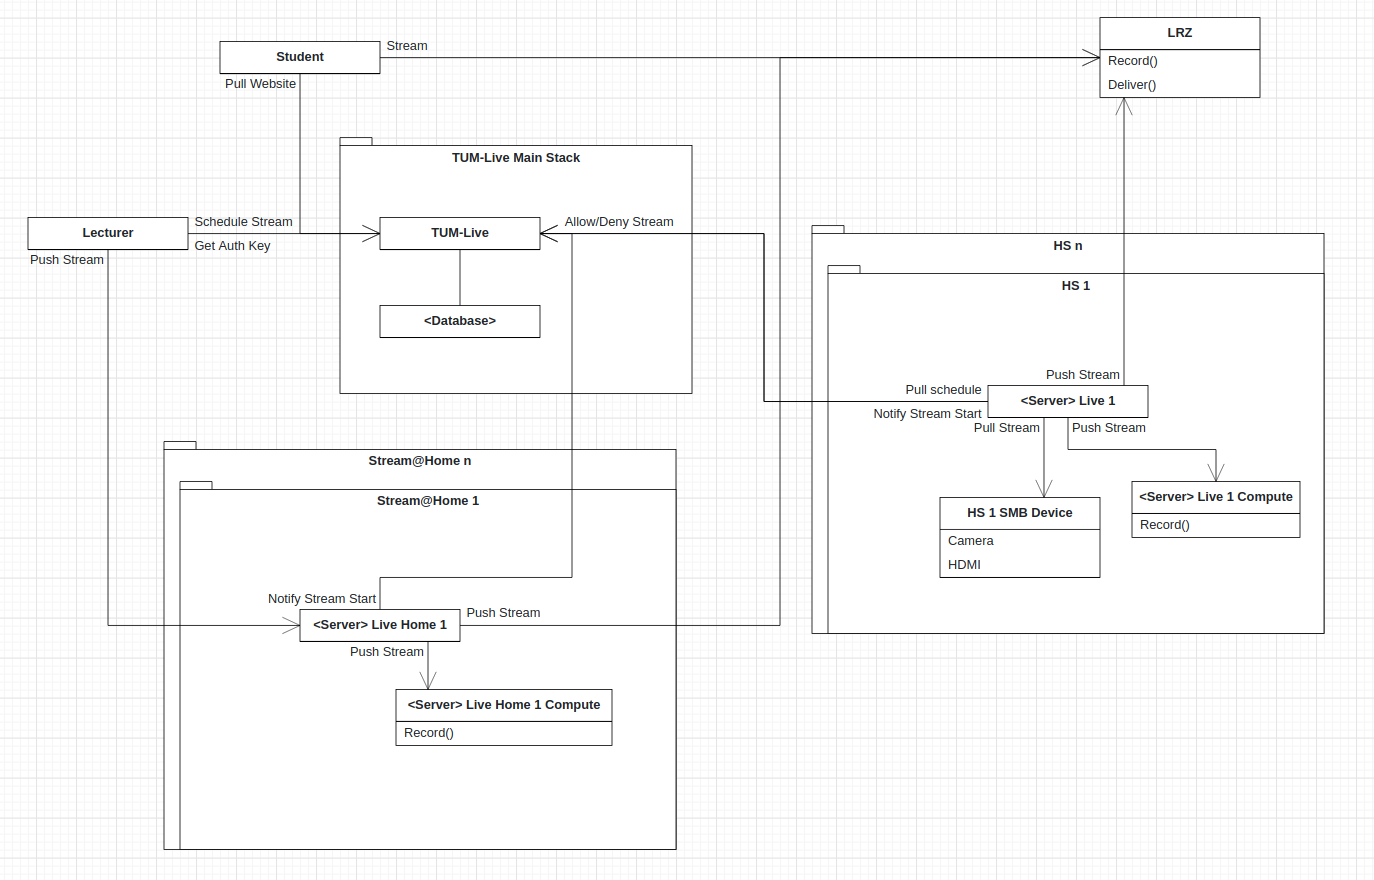 LRZ
Record()
Deliver()
Student
Stream
Pull Website
TUM-Live Main Stack
Lecturer
Schedule Stream
Get Auth Key
Push Stream
TUM-Live
Allow/Deny Stream
<Database>
HS n
HS 1
Push Stream
Pull schedule
Notify Stream Start
<Server> Live 1
Pull Stream
Push Stream
HS 1 SMB Device
Camera
HDMI
<Server> Live 1 Compute
Record()
Stream@Home n
Stream@Home 1
Notify Stream Start
<Server> Live Home 1
Push Stream
Push Stream
<Server> Live Home 1 Compute
Record()